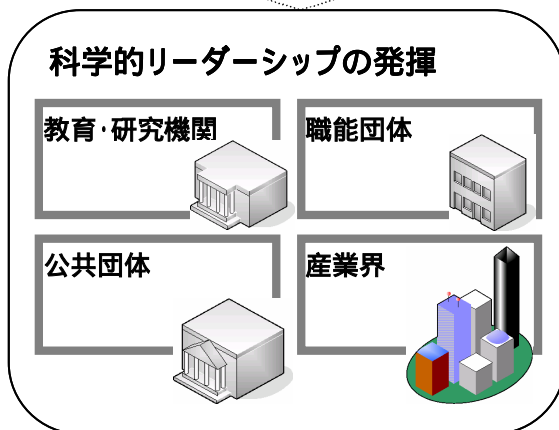 科学的リーダーシップの発揮
教育・研究機関
職能団体
公共団体
産業界